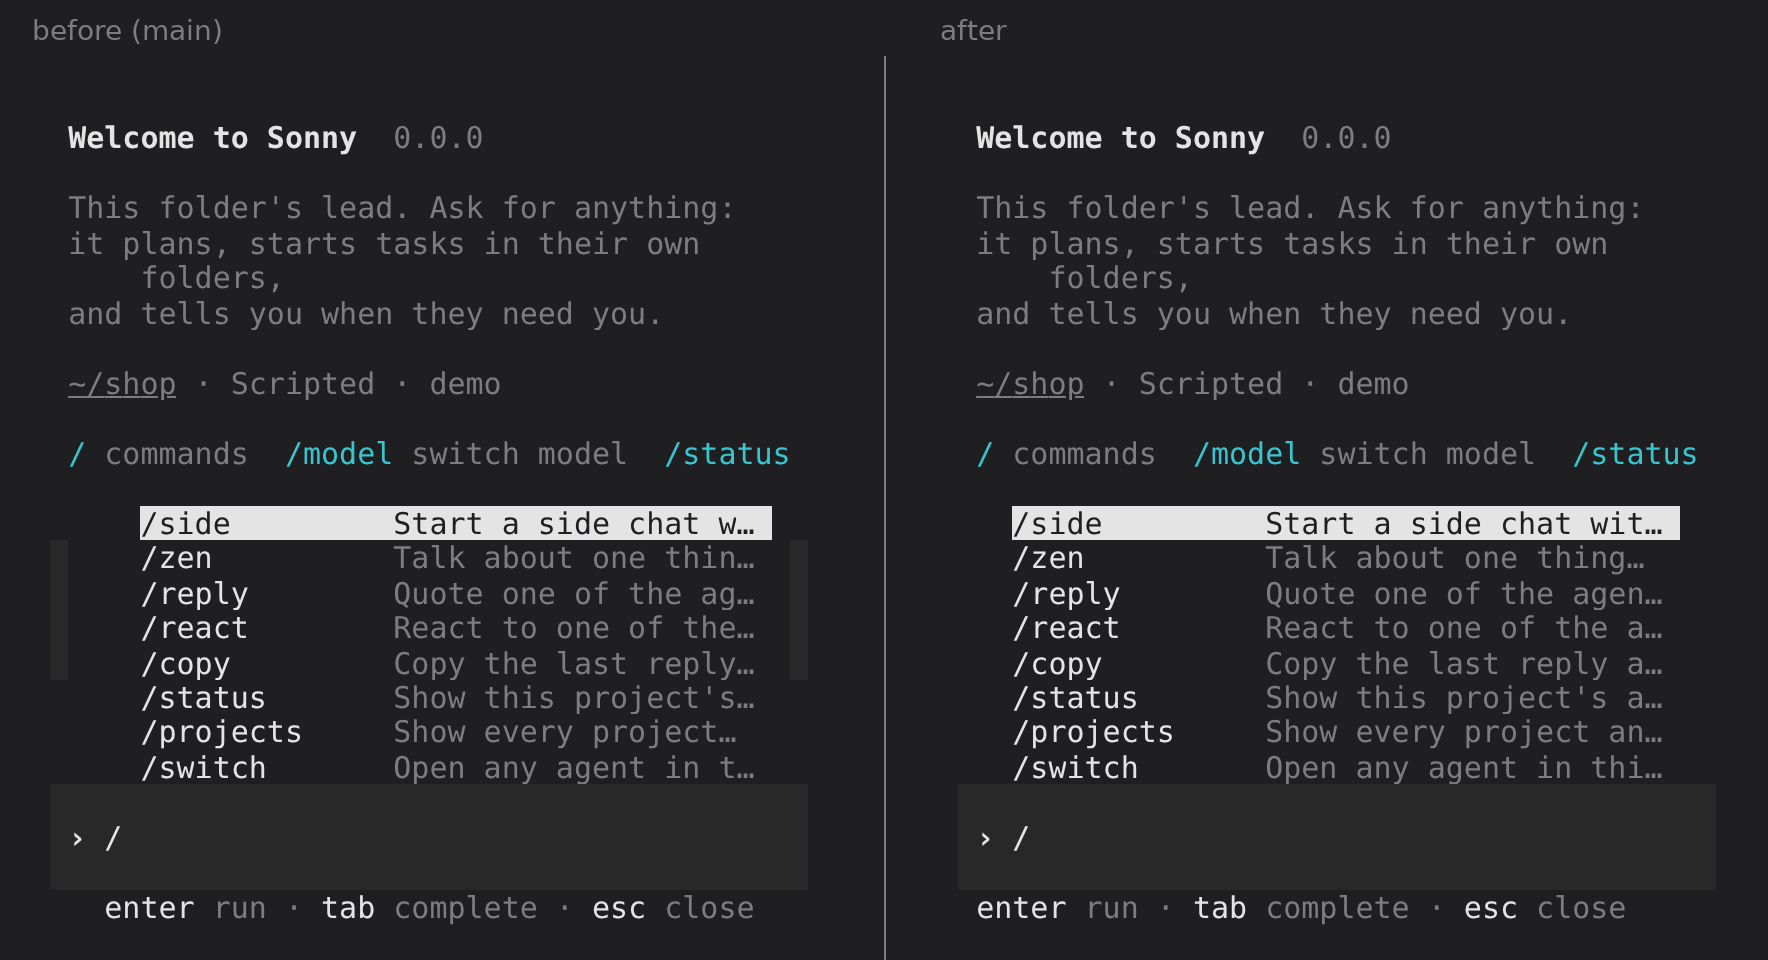 before (main)
Welcome to Sonny  0.0.0
This folder's lead. Ask for anything:
it plans, starts tasks in their own
folders,
and tells you when they need you.
~/shop · Scripted · demo
/ commands  /model switch model  /status
/side         Start a side chat w…
/zen          Talk about one thin…
/reply        Quote one of the ag…
/react        React to one of the…
/copy         Copy the last reply…
/status       Show this project's…
/projects     Show every project…
/switch       Open any agent in t…
› /
enter run · tab complete · esc close
after
Welcome to Sonny  0.0.0
This folder's lead. Ask for anything:
it plans, starts tasks in their own
folders,
and tells you when they need you.
~/shop · Scripted · demo
/ commands  /model switch model  /status
/side         Start a side chat wit…
/zen          Talk about one thing…
/reply        Quote one of the agen…
/react        React to one of the a…
/copy         Copy the last reply a…
/status       Show this project's a…
/projects     Show every project an…
/switch       Open any agent in thi…
› /
enter run · tab complete · esc close